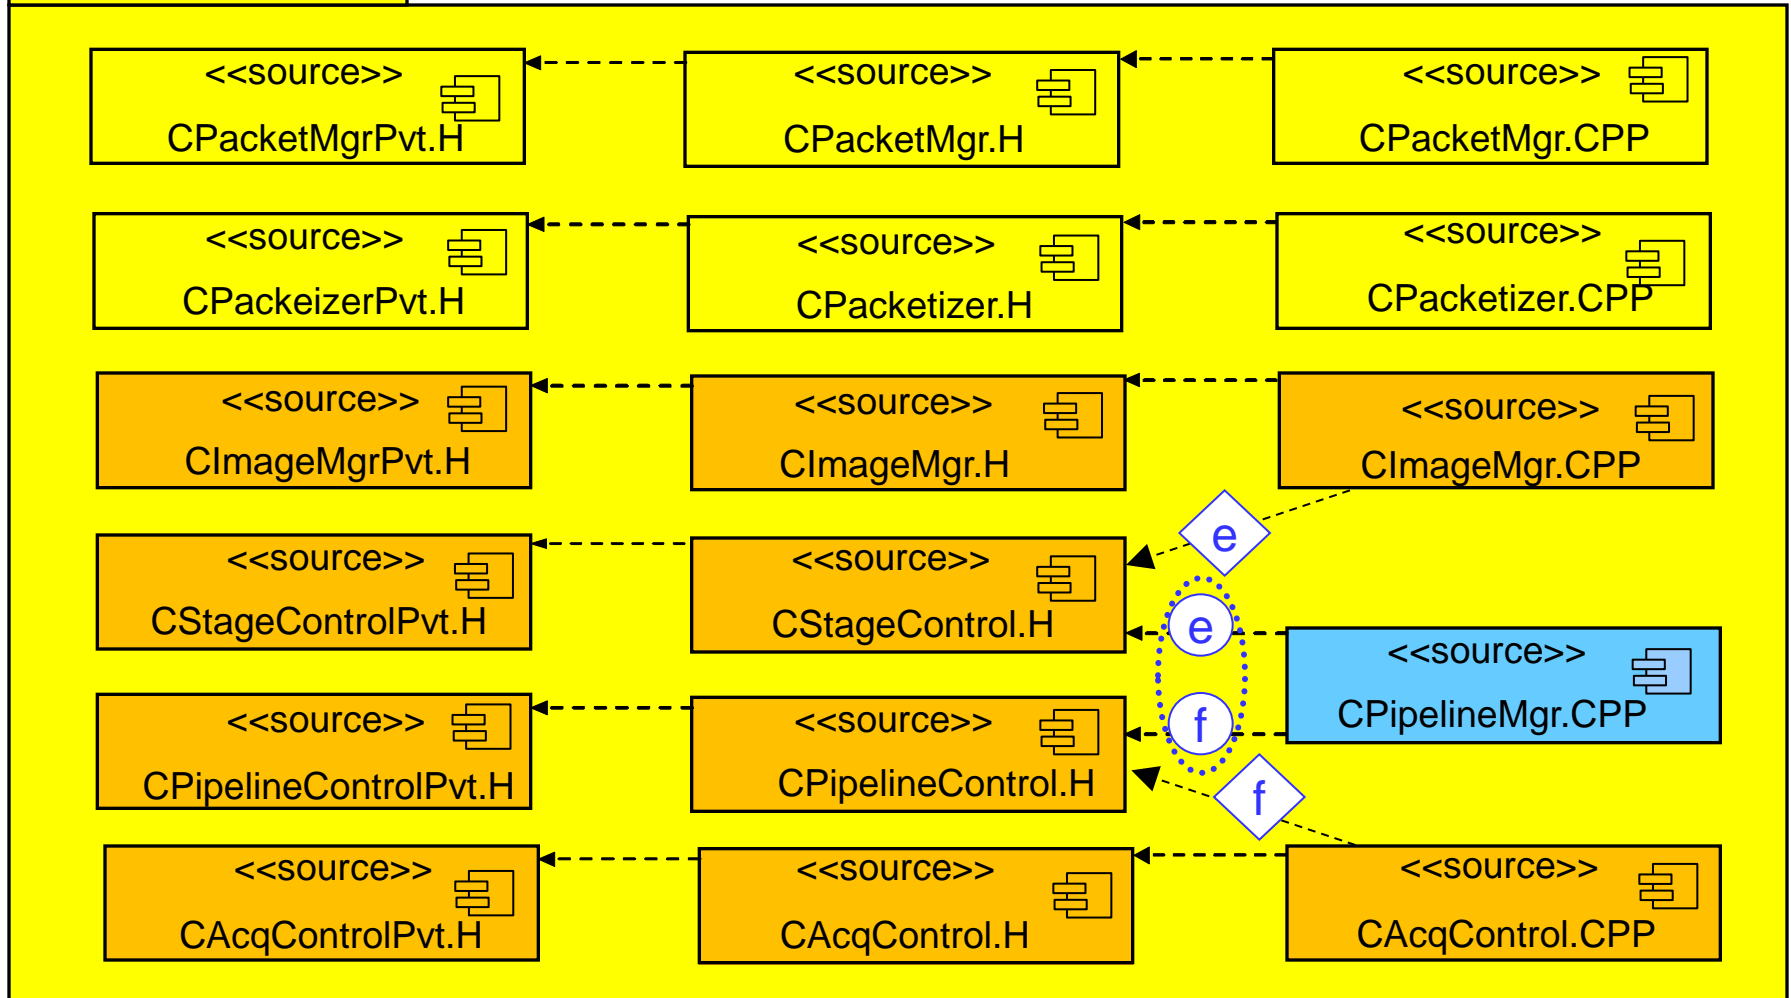 <<source>>
CPacketMgrPvt.H
<<source>>
CPacketMgr.H
<<source>>
CPacketMgr.CPP
<<source>>
CPackeizerPvt.H
<<source>>
CPacketizer.H
<<source>>
CPacketizer.CPP
<<source>>
CImageMgrPvt.H
<<source>>
CImageMgr.H
<<source>>
CImageMgr.CPP
e
<<source>>
CStageControlPvt.H
<<source>>
CStageControl.H
e
<<source>>
CPipelineMgr.CPP
<<source>>
CPipelineControlPvt.H
<<source>>
CPipelineControl.H
f
f
<<source>>
CAcqControlPvt.H
<<source>>
CAcqControl.H
<<source>>
CAcqControl.CPP